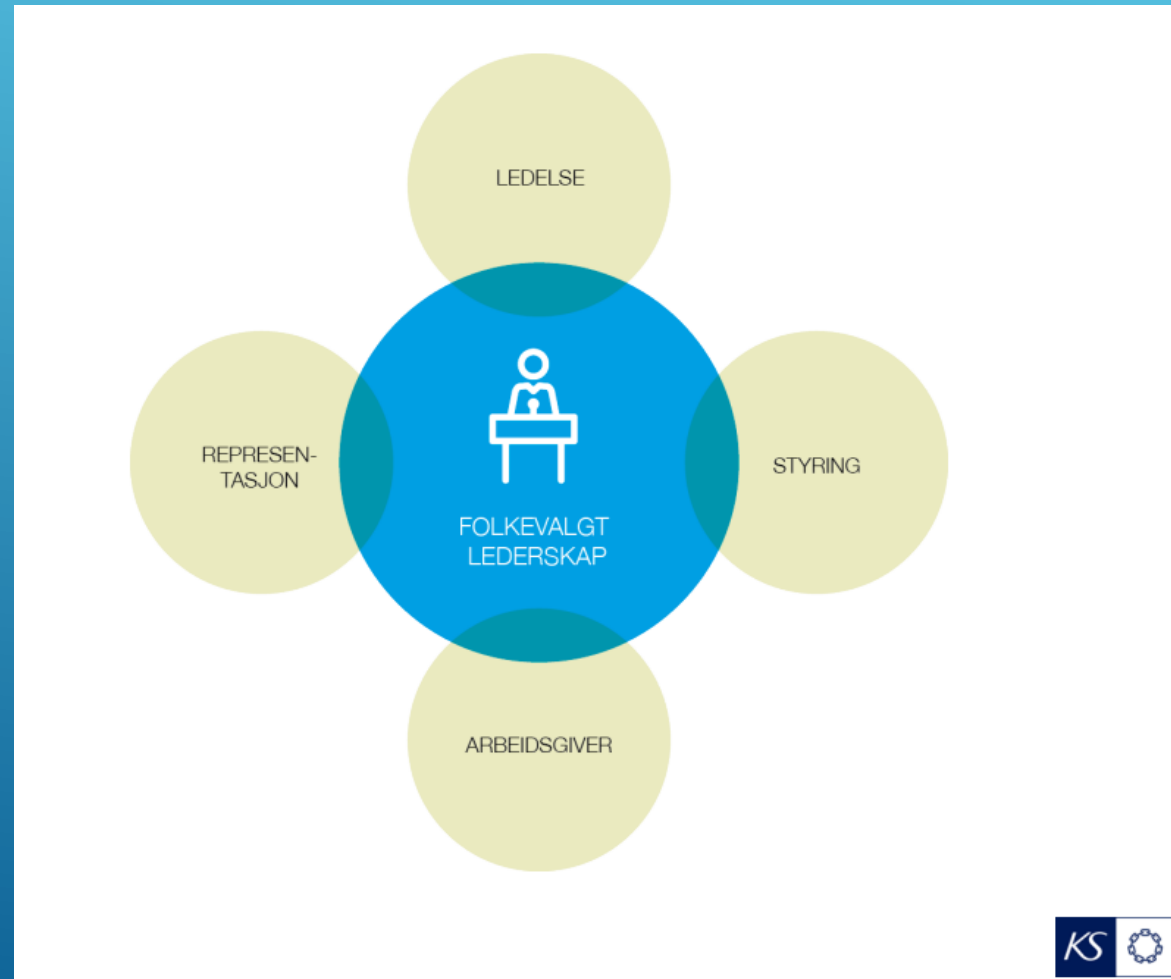 LEDELSE
REPRESEN-
TASJON
STYRING
FOLKEVALGT
LEDERSKAP
ARBEIDSGIVER
KS